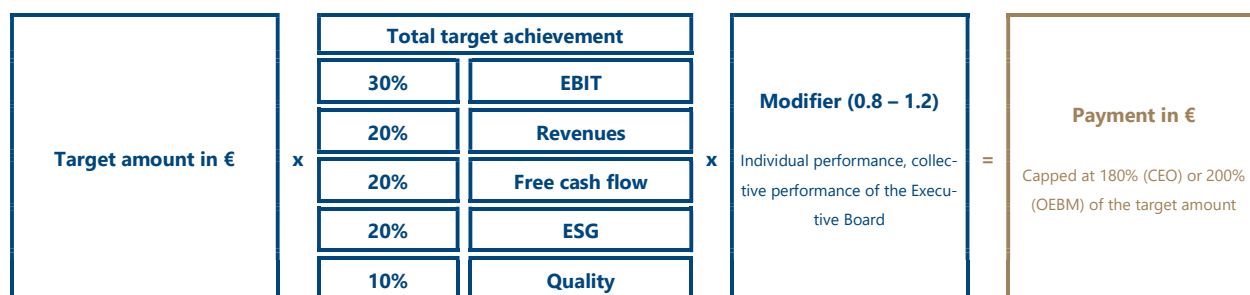 Target amount in €
x
Total target achievement
30% EBIT
20% Revenues
20% Free cash flow
20% ESG
10% Quality
x
Modifier (0.8 – 1.2)
Individual performance, collec-
tive performance of the Execu-
tive Board
=
Payment in €
Capped at 180% (CEO) or 200%
(OEBM) of the target amount